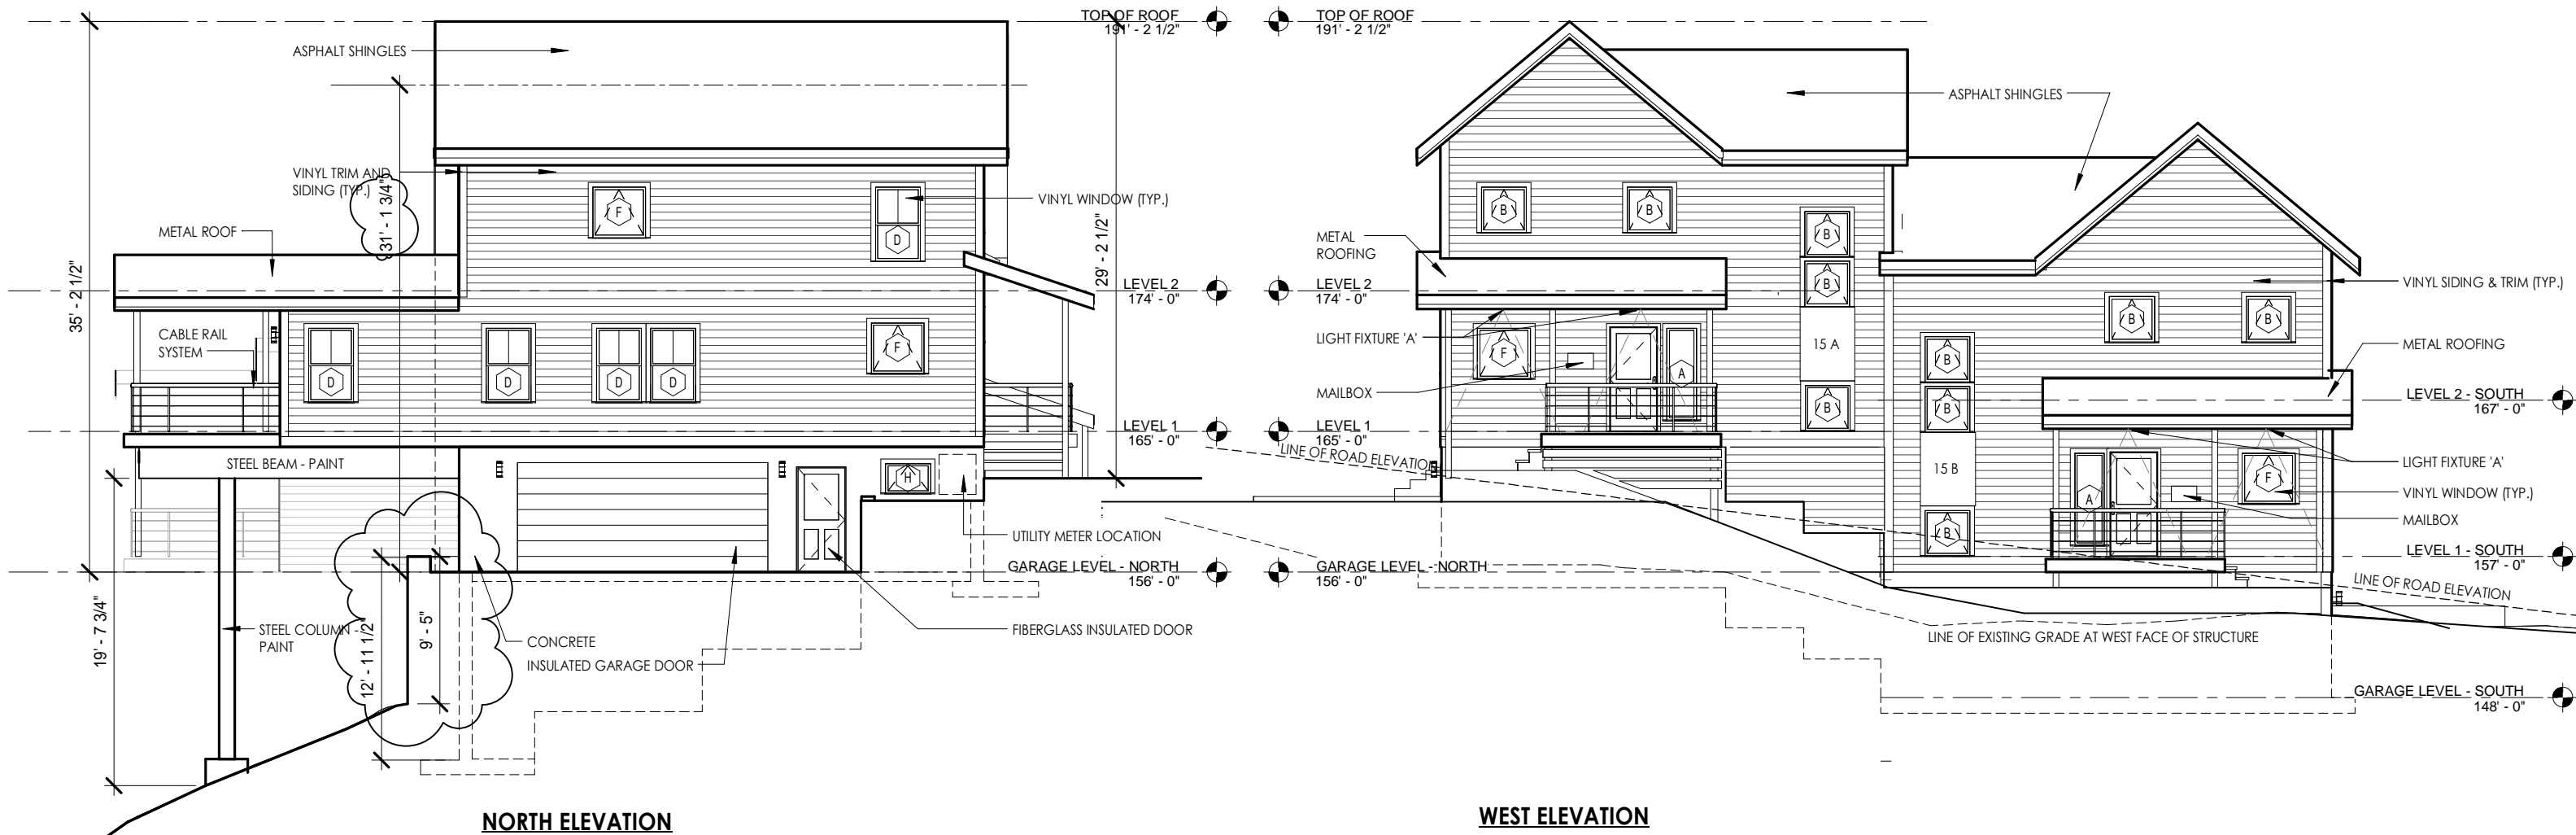 TOP OF ROOF
191' - 2 1/2"
ASPHALT SHINGLES
VINYL TRIM AND
SIDING (TYP.)
31' - 1 3/4"
F
D
VINYL WINDOW (TYP.)
METAL ROOF
29' - 2 1/2"
35' - 2 1/2"
LEVEL 2
174' - 0"
CABLE RAIL
SYSTEM
D
D
D
D
F
LEVEL 1
165' - 0"
STEEL BEAM - PAINT
H
UTILITY METER LOCATION
GARAGE LEVEL - NORTH
156' - 0"
19' - 7 3/4"
STEEL COLUMN -
PAINT
12' - 11 1/2"
9' - 5"
CONCRETE
INSULATED GARAGE DOOR
FIBERGLASS INSULATED DOOR
NORTH ELEVATION
TOP OF ROOF
191' - 2 1/2"
ASPHALT SHINGLES
B
B
B
B
METAL
ROOFING
LEVEL 2
174' - 0"
VINYL SIDING & TRIM (TYP.)
B
B
LIGHT FIXTURE 'A'
F
15 A
B
METAL ROOFING
MAILBOX
A
B
B
LEVEL 2 - SOUTH
167' - 0"
LEVEL 1
165' - 0"
LINE OF ROAD ELEVATION
15 B
F
LIGHT FIXTURE 'A'
A
VINYL WINDOW (TYP.)
MAILBOX
B
LEVEL 1 - SOUTH
157' - 0"
GARAGE LEVEL - NORTH
156' - 0"
LINE OF ROAD ELEVATION
LINE OF EXISTING GRADE AT WEST FACE OF STRUCTURE
GARAGE LEVEL - SOUTH
148' - 0"
WEST ELEVATION